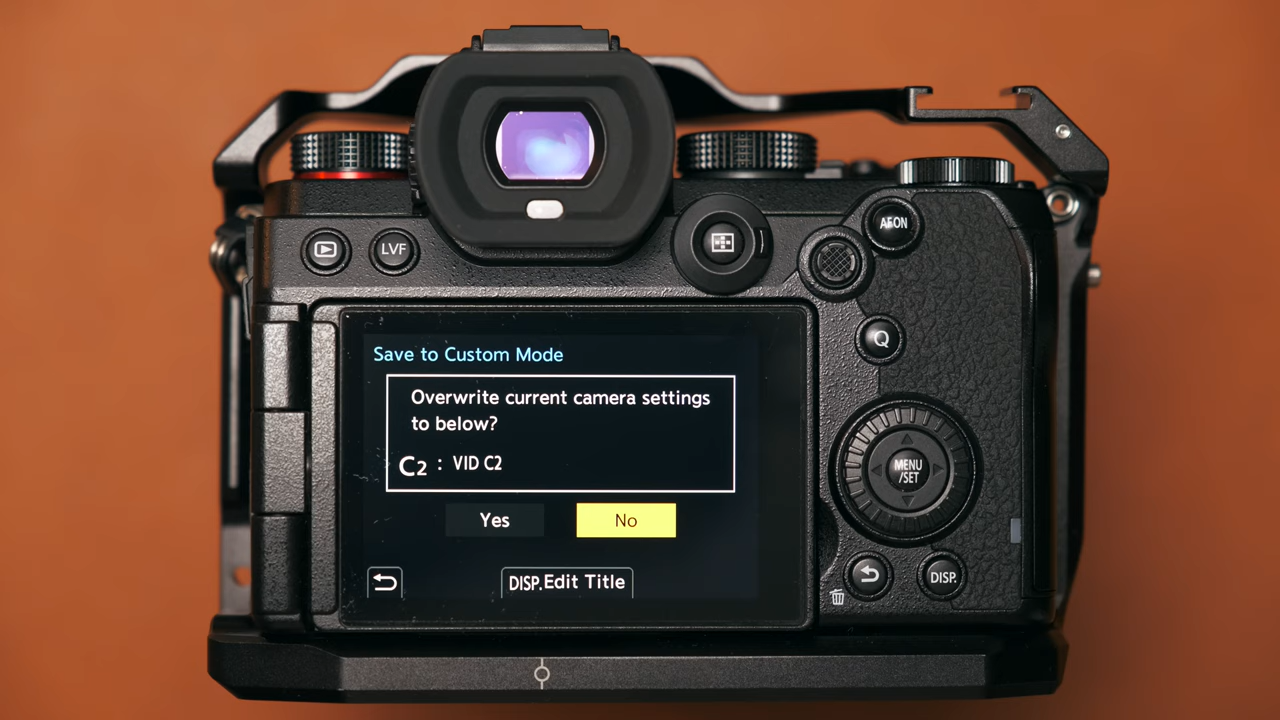 LVF
AF ON
Q
Save to Custom Mode
Overwrite current camera settings
to below?
C2 : VID C2
Yes No
DISP. Edit Title
MENU
/SET
DISP.